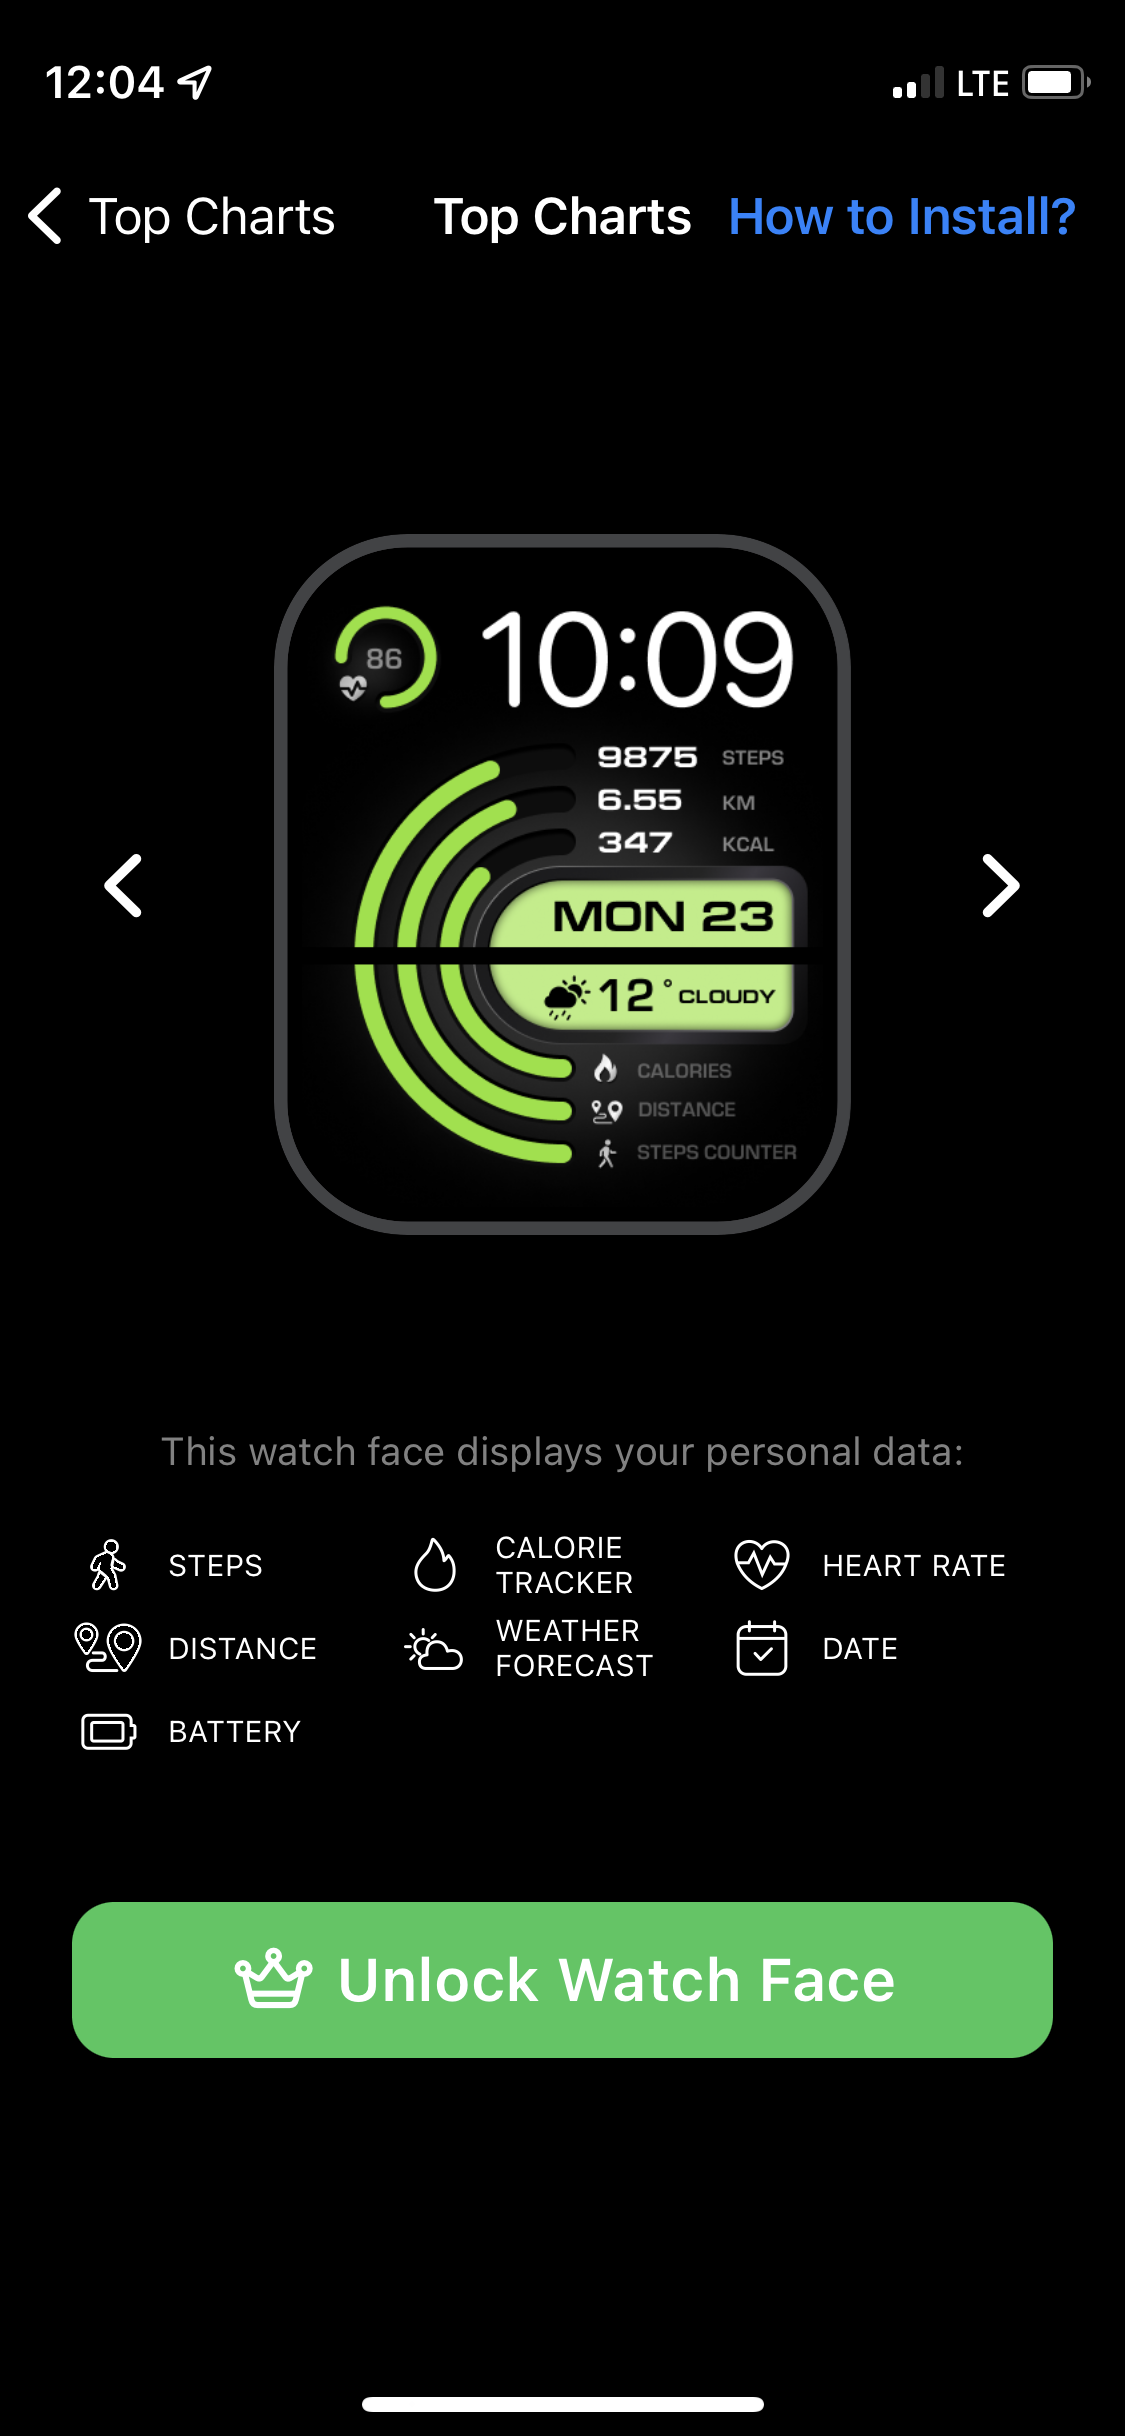 12:04 LTE
Top Charts Top Charts How to Install?
86 10:09
9875 STEPS
6.55 KM
347 KCAL
MON 23
12° CLOUDY
CALORIES
DISTANCE
STEPS COUNTER
This watch face displays your personal data:
STEPS
CALORIE
TRACKER
HEART RATE
DISTANCE
WEATHER
FORECAST
DATE
BATTERY
Unlock Watch Face